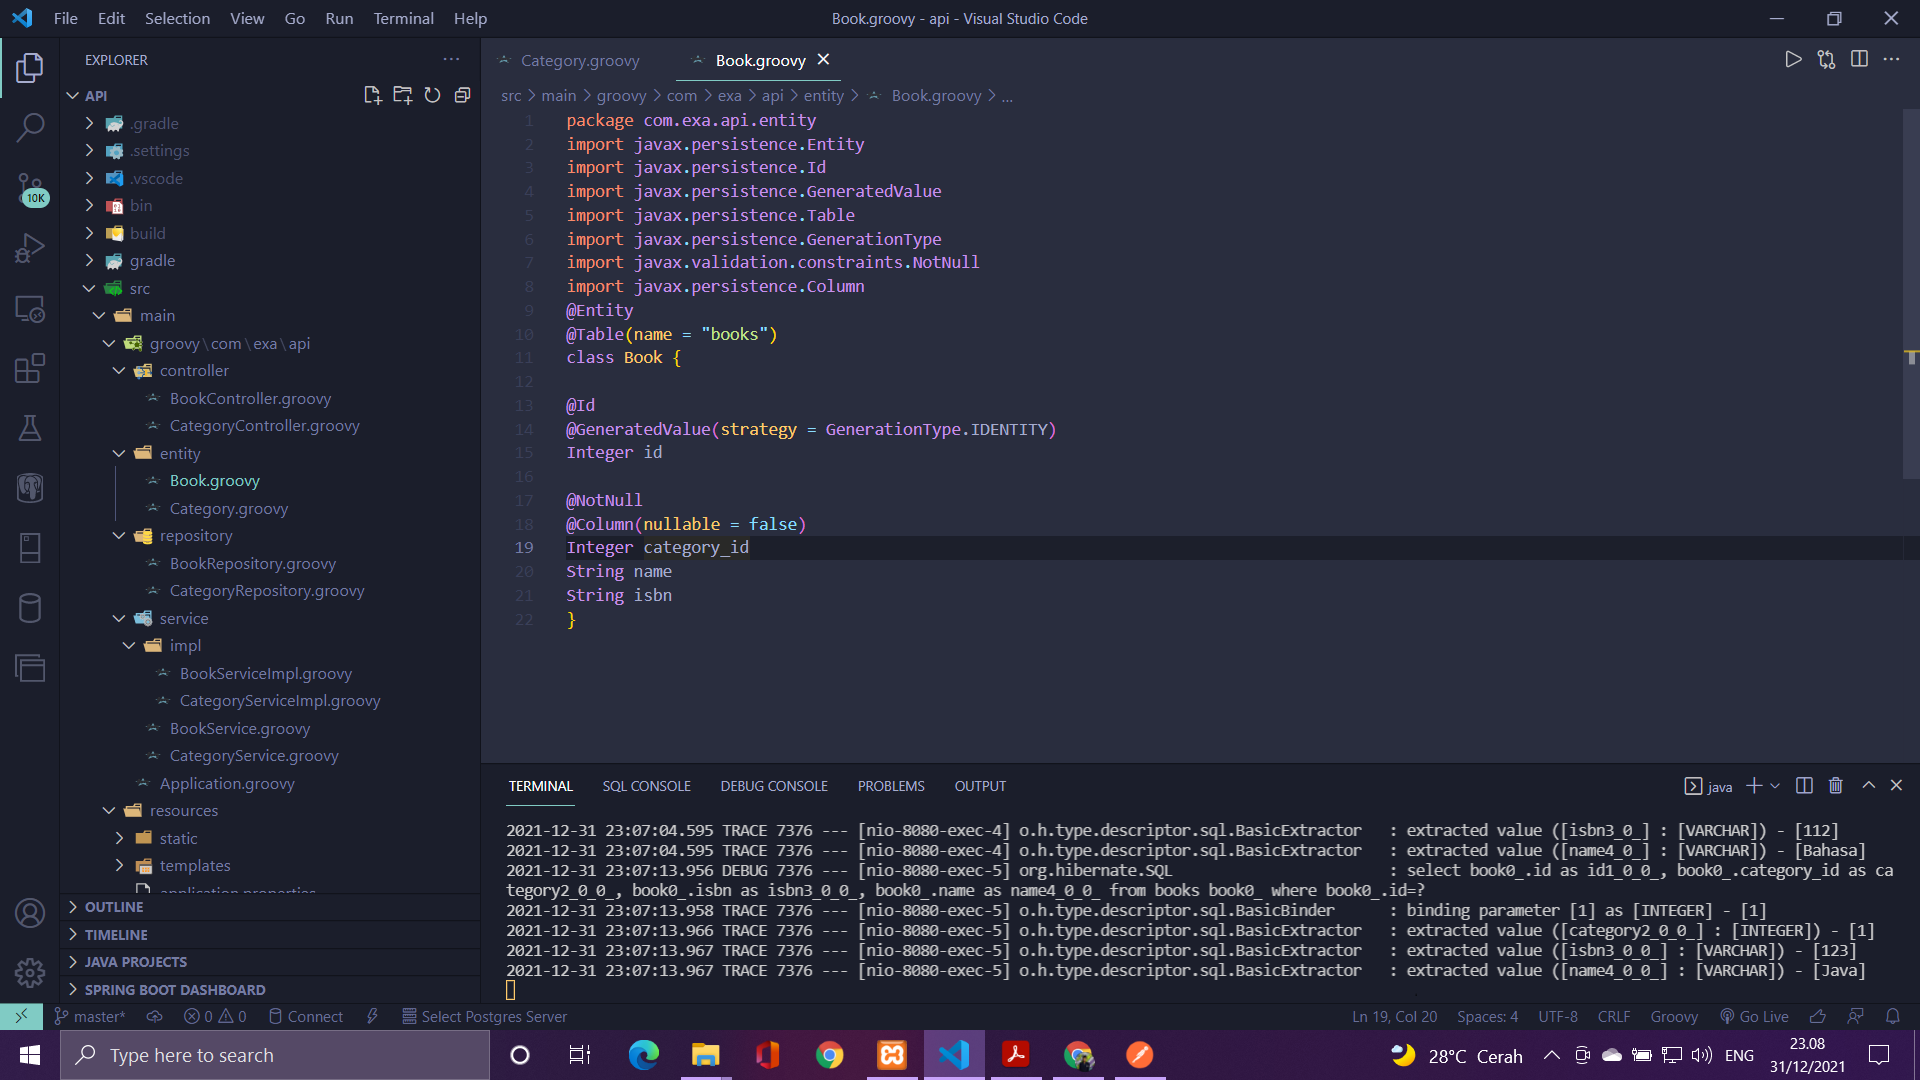 File Edit Selection View Go Run Terminal Help
Book.groovy - api - Visual Studio Code
EXPLORER
API
.gradle
.settings
.vscode
bin
build
gradle
src
main
groovy\com\exa\api
controller
BookController.groovy
CategoryController.groovy
entity
Book.groovy
Category.groovy
repository
BookRepository.groovy
CategoryRepository.groovy
service
impl
BookServiceImpl.groovy
CategoryServiceImpl.groovy
BookService.groovy
CategoryService.groovy
Application.groovy
resources
static
templates
application.properties
OUTLINE
TIMELINE
JAVA PROJECTS
SPRING BOOT DASHBOARD
10K
Category.groovy Book.groovy
src > main > groovy > com > exa > api > entity > Book.groovy > ...
1 package com.exa.api.entity
2 import javax.persistence.Entity
3 import javax.persistence.Id
4 import javax.persistence.GeneratedValue
5 import javax.persistence.Table
6 import javax.persistence.GenerationType
7 import javax.validation.constraints.NotNull
8 import javax.persistence.Column
9 @Entity
10 @Table(name = "books")
11 class Book {
12
13 @Id
14 @GeneratedValue(strategy = GenerationType.IDENTITY)
15 Integer id
16
17 @NotNull
18 @Column(nullable = false)
19 Integer category_id
20 String name
21 String isbn
22 }
TERMINAL SQL CONSOLE DEBUG CONSOLE PROBLEMS OUTPUT
java
2021-12-31 23:07:04.595 TRACE 7376 --- [nio-8080-exec-4] o.h.type.descriptor.sql.BasicExtractor : extracted value ([isbn3_0_] : [VARCHAR]) - [112]
2021-12-31 23:07:04.595 TRACE 7376 --- [nio-8080-exec-4] o.h.type.descriptor.sql.BasicExtractor : extracted value ([name4_0_] : [VARCHAR]) - [Bahasa]
2021-12-31 23:07:13.956 DEBUG 7376 --- [nio-8080-exec-5] org.hibernate.SQL : select book0_.id as id1_0_0_, book0_.category_id as ca
tegory2_0_0_, book0_.isbn as isbn3_0_0_, book0_.name as name4_0_0_ from books book0_ where book0_.id=?
2021-12-31 23:07:13.958 TRACE 7376 --- [nio-8080-exec-5] o.h.type.descriptor.sql.BasicBinder : binding parameter [1] as [INTEGER] - [1]
2021-12-31 23:07:13.966 TRACE 7376 --- [nio-8080-exec-5] o.h.type.descriptor.sql.BasicExtractor : extracted value ([category2_0_0_] : [INTEGER]) - [1]
2021-12-31 23:07:13.967 TRACE 7376 --- [nio-8080-exec-5] o.h.type.descriptor.sql.BasicExtractor : extracted value ([isbn3_0_0_] : [VARCHAR]) - [123]
2021-12-31 23:07:13.967 TRACE 7376 --- [nio-8080-exec-5] o.h.type.descriptor.sql.BasicExtractor : extracted value ([name4_0_0_] : [VARCHAR]) - [Java]
master* 0 0 Connect Select Postgres Server
Ln 19, Col 20 Spaces: 4 UTF-8 CRLF Groovy Go Live
Type here to search
28°C Cerah ENG
23.08
31/12/2021